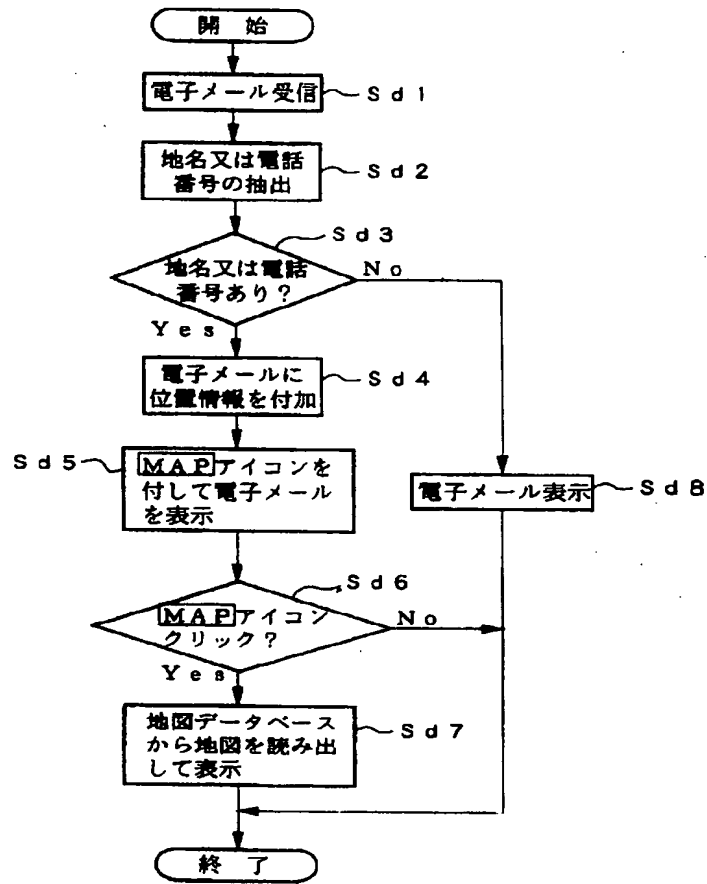 開 始
電子メール受信
Sd1
地名又は電話
番号の抽出
Sd2
Sd3
地名又は電話
番号あり？
No
Yes
電子メールに
位置情報を付加
Sd4
Sd5
MAPアイコンを
付して電子メール
を表示
電子メール表示
Sd8
Sd6
MAPアイコン
クリック？
No
Yes
地図データベース
から地図を読み出
して表示
Sd7
終 了